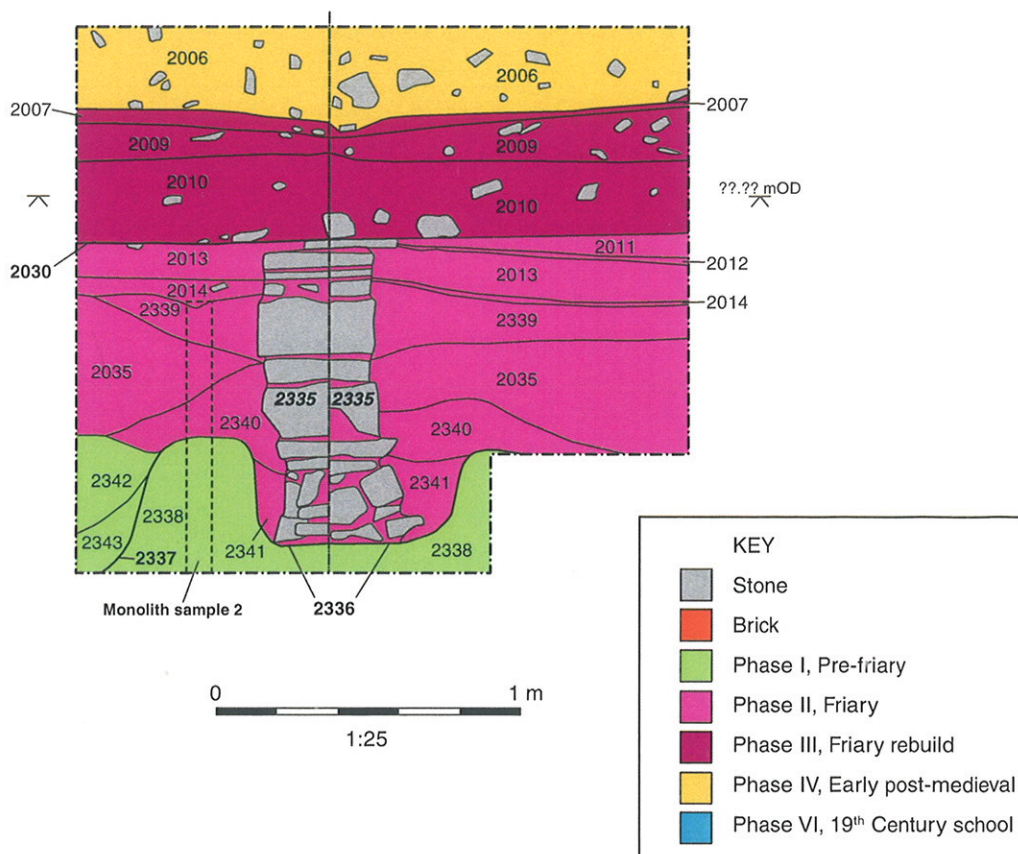 2006 2006
2007 2007
2009 2009
2010 2010
??.?? mOD
2011
2030 2013 2013 2012
2014 2014
2339 2339
2035 2035
2335 2335
2340 2340
2342 2341
2338
2343 2337 2341 2338
Monolith sample 2 2336
0 1 m
1:25
KEY
Stone
Brick
Phase I, Pre-friary
Phase II, Friary
Phase III, Friary rebuild
Phase IV, Early post-medieval
Phase VI, 19th Century school